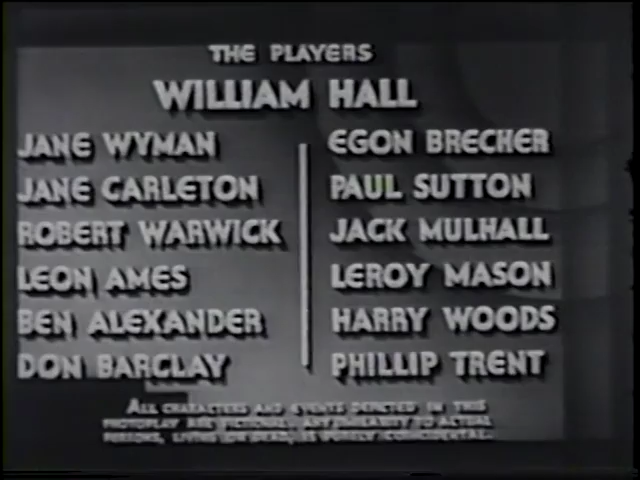 THE PLAYERS
WILLIAM HALL
JANE WYMAN
JANE CARLETON
ROBERT WARWICK
LEON AMES
BEN ALEXANDER
DON BARCLAY
EGON BRECHER
PAUL SUTTON
JACK MULHALL
LEROY MASON
HARRY WOODS
PHILLIP TRENT
ALL CHARACTERS AND EVENTS DEPICTED IN THIS
PHOTOPLAY ARE FICTIONAL. ANY SIMILARITY TO ACTUAL
PERSONS, LIVING OR DEAD, IS PURELY COINCIDENTAL.